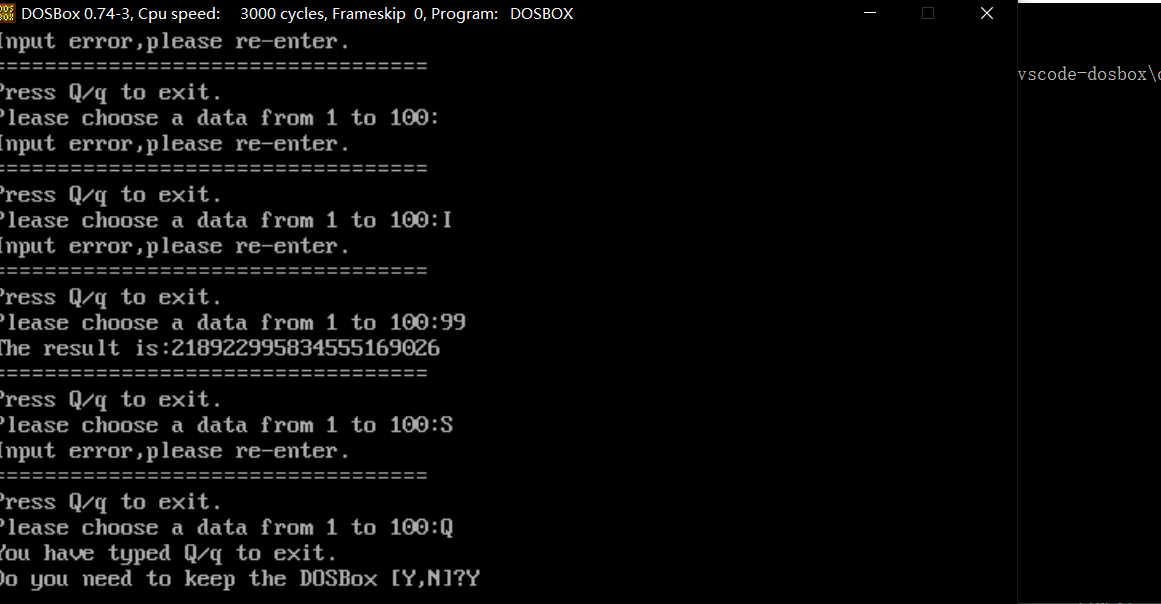 DOSBox 0.74-3, Cpu speed: 3000 cycles, Frameskip 0, Program: DOSBOX
Input error,please re-enter.
==================================
Press Q/q to exit.
Please choose a data from 1 to 100:
Input error,please re-enter.
==================================
Press Q/q to exit.
Please choose a data from 1 to 100:I
Input error,please re-enter.
==================================
Press Q/q to exit.
Please choose a data from 1 to 100:99
The result is:218922995834555169026
==================================
Press Q/q to exit.
Please choose a data from 1 to 100:S
Input error,please re-enter.
==================================
Press Q/q to exit.
Please choose a data from 1 to 100:Q
You have typed Q/q to exit.
Do you need to keep the DOSBox [Y,N]?Y
vscode-dosbox\